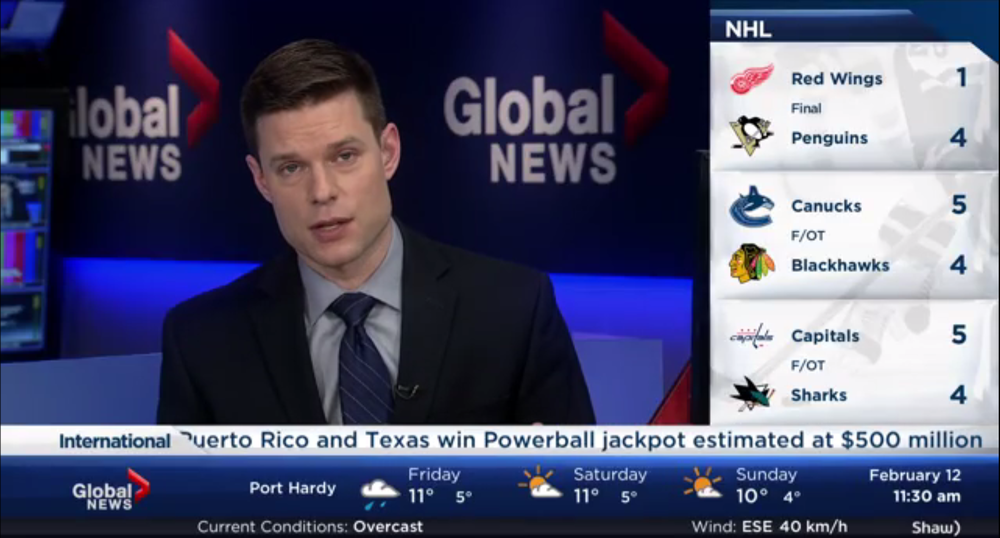 Global
NEWS
Global
NEWS
NHL
Red Wings 1
Final
Penguins 4
Canucks 5
F/OT
Blackhawks 4
capitals
Capitals 5
F/OT
Sharks 4
International Puerto Rico and Texas win Powerball jackpot estimated at $500 million
Global
NEWS
Port Hardy
Friday
11° 5°
Saturday
11° 5°
Sunday
10° 4°
February 12
11:30 am
Current Conditions: Overcast
Wind: ESE 40 km/h
Shaw)